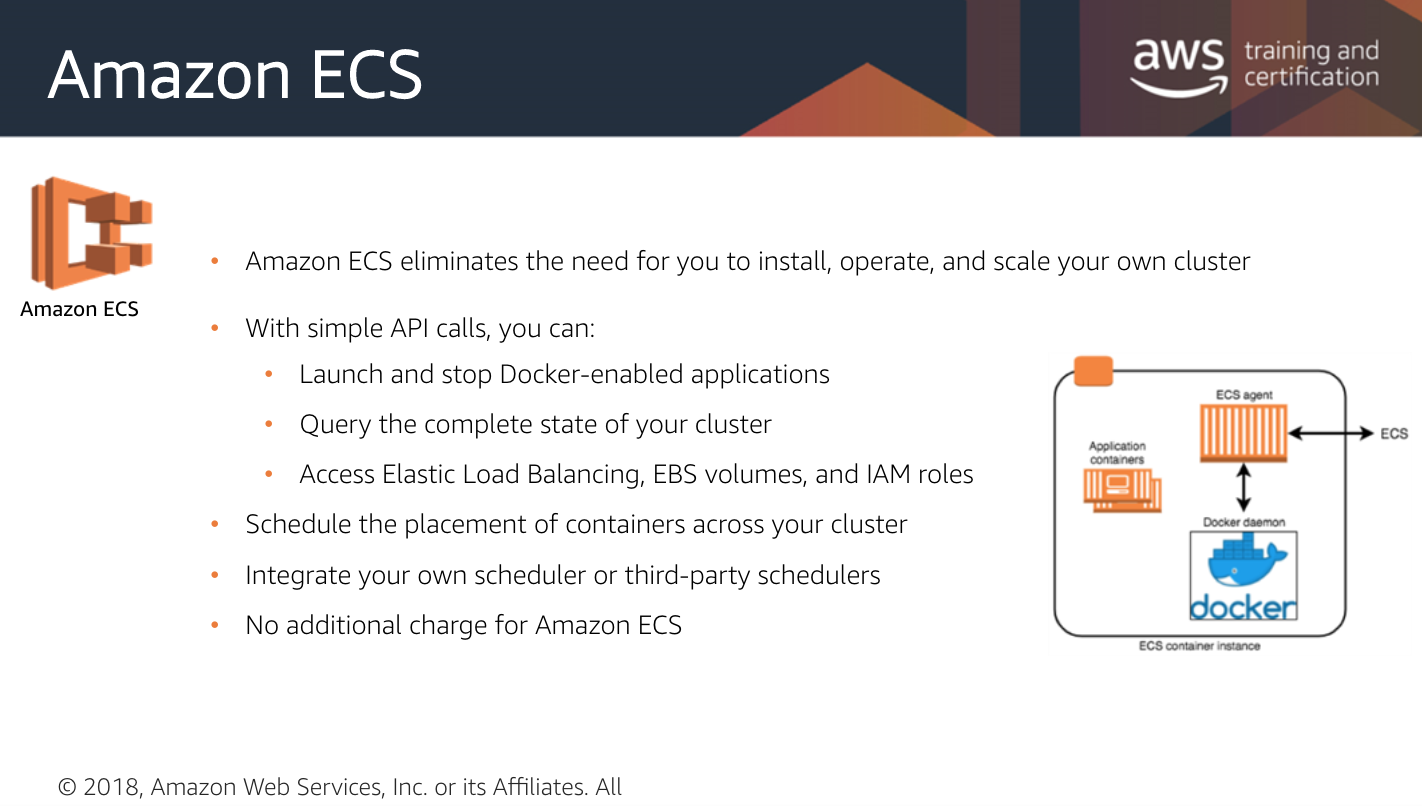 Amazon ECS
aws training and
certification
Amazon ECS
• Amazon ECS eliminates the need for you to install, operate, and scale your own cluster
• With simple API calls, you can:
• Launch and stop Docker-enabled applications
• Query the complete state of your cluster
• Access Elastic Load Balancing, EBS volumes, and IAM roles
• Schedule the placement of containers across your cluster
• Integrate your own scheduler or third-party schedulers
• No additional charge for Amazon ECS
ECS agent
ECS
Application
containers
Docker daemon
docker
ECS container instance
© 2018, Amazon Web Services, Inc. or its Affiliates. All